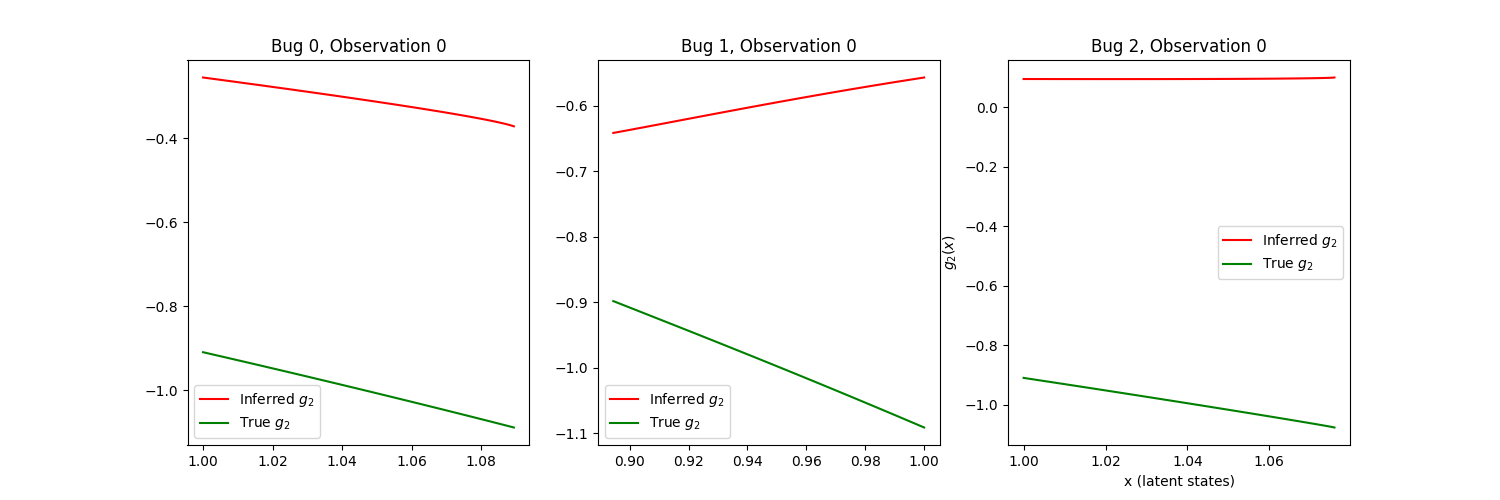 Bug 0, Observation 0
−0.4
−0.6
−0.8
−1.0
1.00 1.02 1.04 1.06 1.08
Inferred g₂
True g₂
Bug 1, Observation 0
−0.6
−0.7
−0.8
−0.9
−1.0
−1.1
0.90 0.92 0.94 0.96 0.98 1.00
Inferred g₂
True g₂
Bug 2, Observation 0
g₂(x)
0.0
−0.2
−0.4
−0.6
−0.8
−1.0
1.00 1.02 1.04 1.06
x (latent states)
Inferred g₂
True g₂